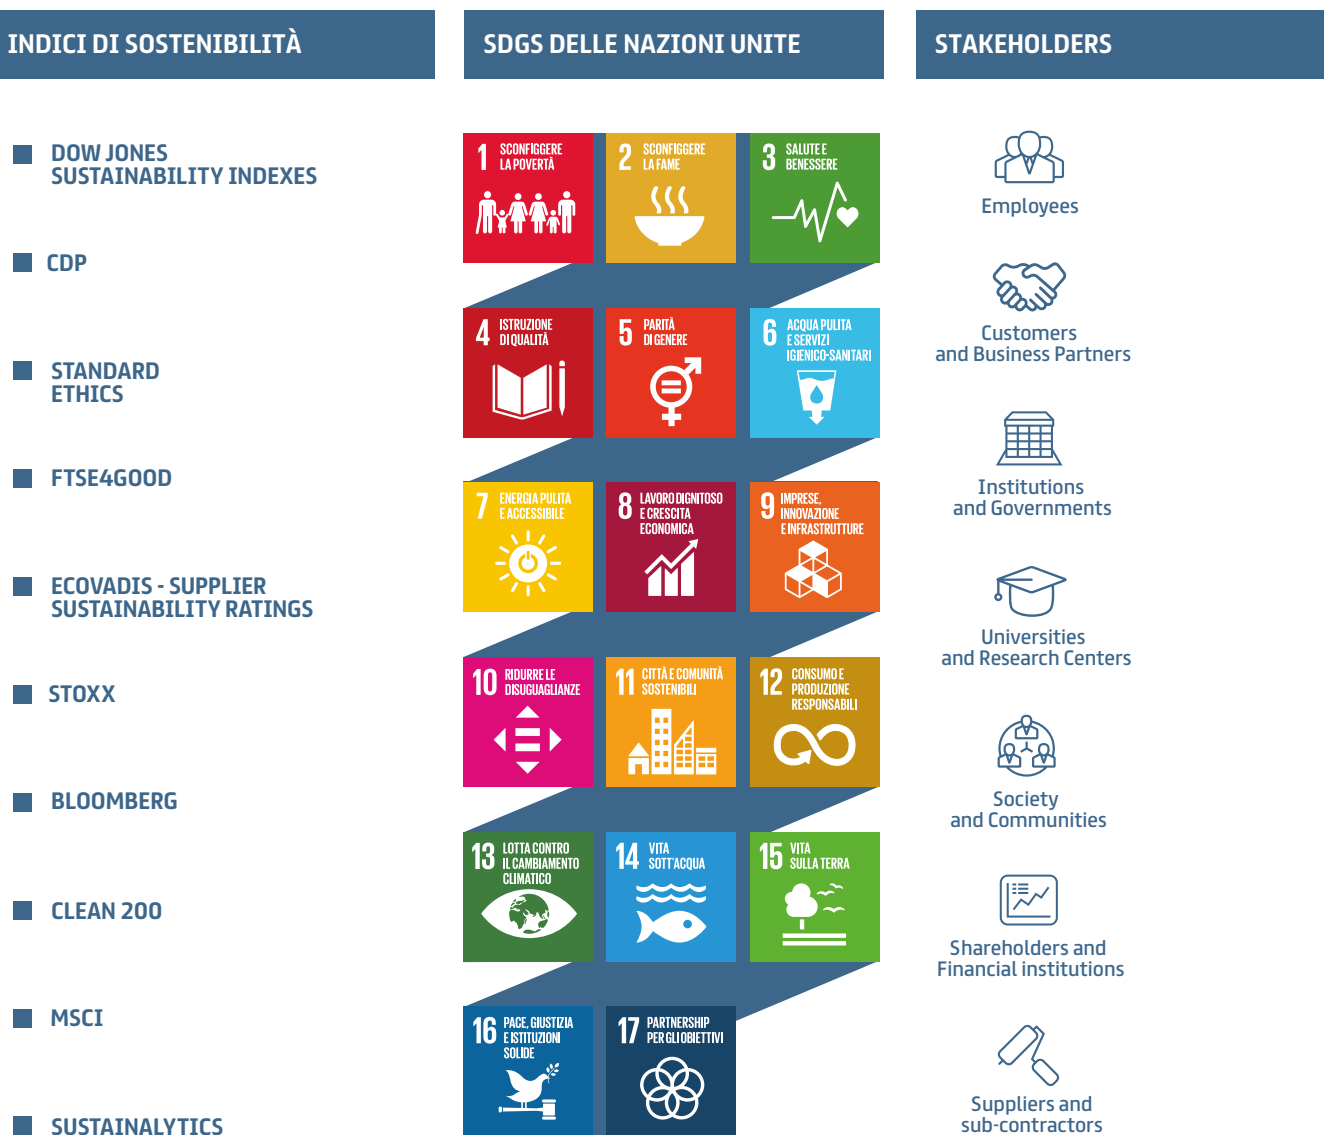 INDICI DI SOSTENIBILITÀ
DOW JONES
SUSTAINABILITY INDEXES
CDP
STANDARD
ETHICS
FTSE4GOOD
ECOVADIS - SUPPLIER
SUSTAINABILITY RATINGS
STOXX
BLOOMBERG
CLEAN 200
MSCI
SUSTAINALYTICS
SDGS DELLE NAZIONI UNITE
1 SCONFIGGERE
LA POVERTÀ
2 SCONFIGGERE
LA FAME
3 SALUTE E
BENESSERE
4 ISTRUZIONE
DI QUALITÀ
5 PARITÀ
DI GENERE
6 ACQUA PULITA
E SERVIZI
IGIENICO-SANITARI
7 ENERGIA PULITA
E ACCESSIBILE
8 LAVORO DIGNITOSO
E CRESCITA
ECONOMICA
9 IMPRESE,
INNOVAZIONE
E INFRASTRUTTURE
10 RIDURRE LE
DISUGUAGLIANZE
11 CITTÀ E COMUNITÀ
SOSTENIBILI
12 CONSUMO E
PRODUZIONE
RESPONSABILI
13 LOTTA CONTRO
IL CAMBIAMENTO
CLIMATICO
14 VITA
SOTT'ACQUA
15 VITA
SULLA TERRA
16 PACE, GIUSTIZIA
E ISTITUZIONI
SOLIDE
17 PARTNERSHIP
PER GLI OBIETTIVI
STAKEHOLDERS
Employees
Customers
and Business Partners
Institutions
and Governments
Universities
and Research Centers
Society
and Communities
Shareholders and
Financial institutions
Suppliers and
sub-contractors